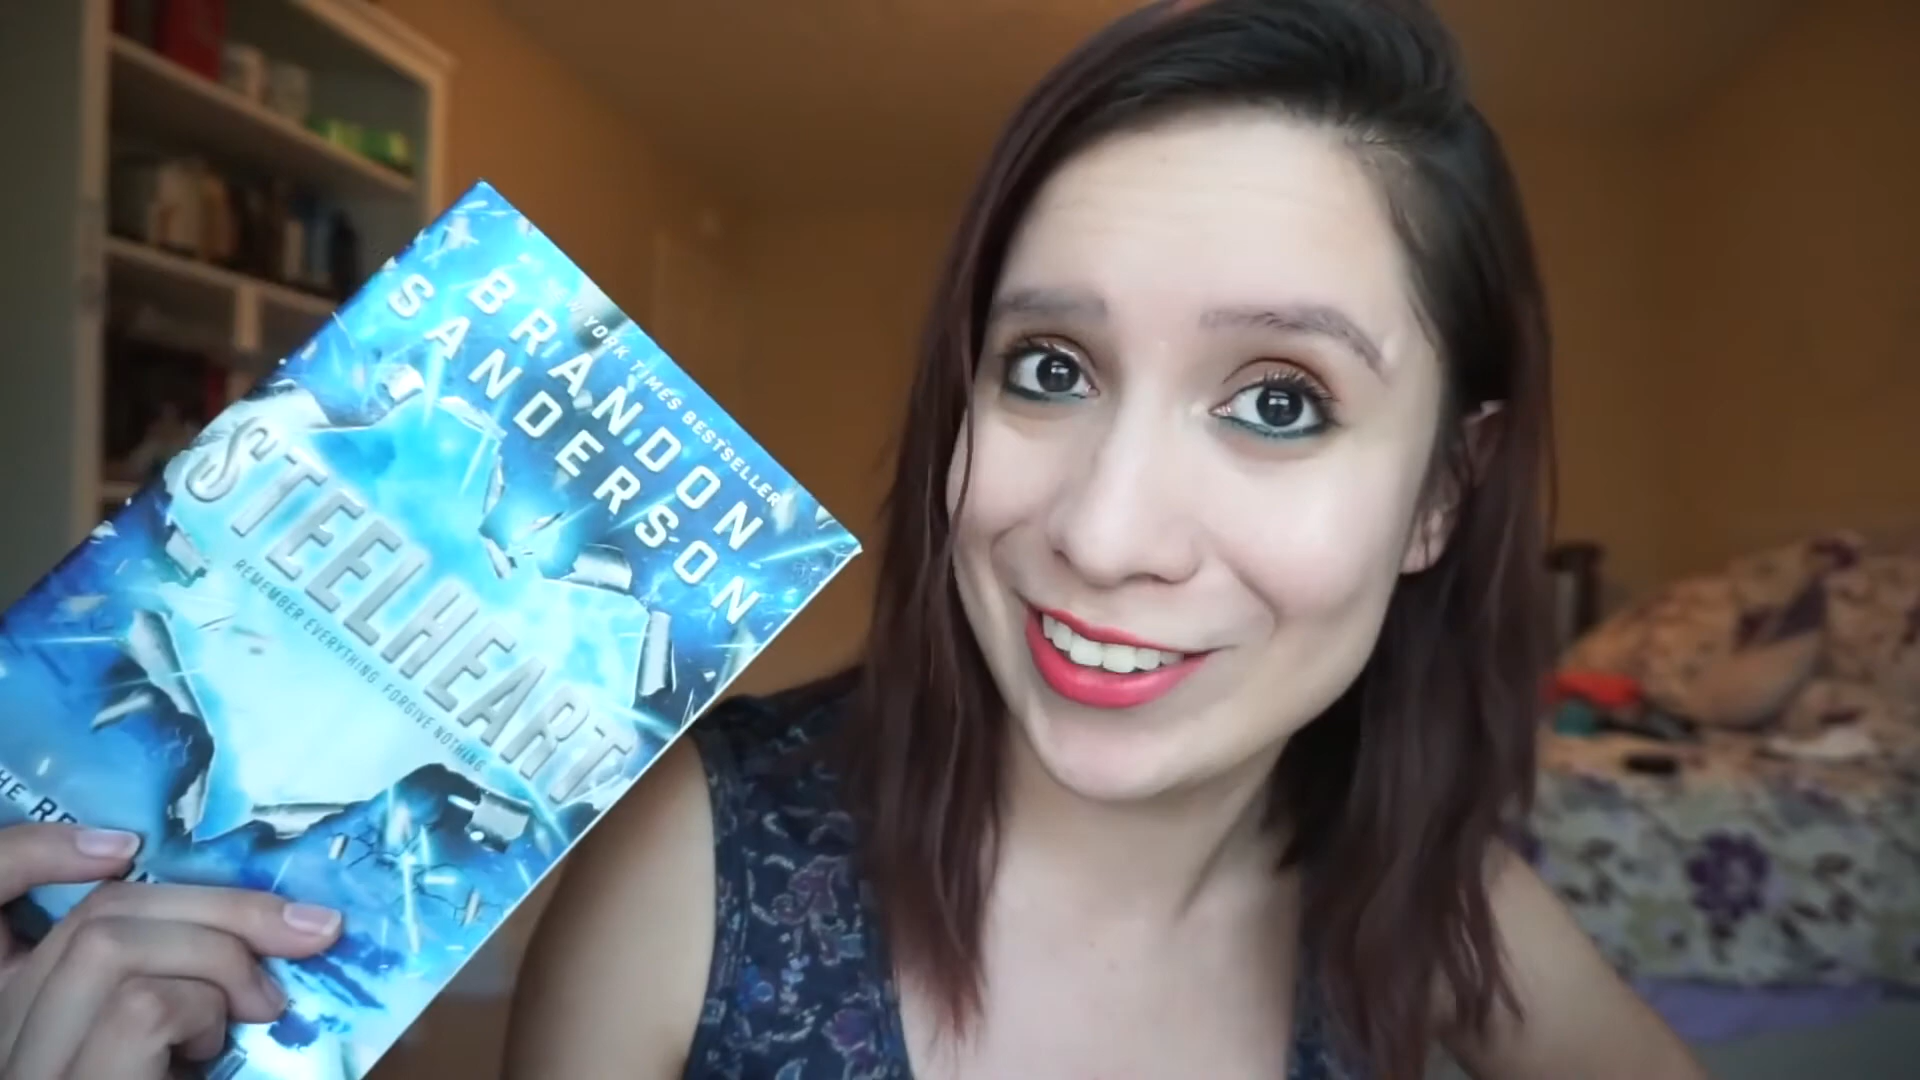 NEW YORK TIMES BESTSELLER
BRANDON
SANDERSON
STEELHEART
REMEMBER EVERYTHING. FORGIVE NOTHING.